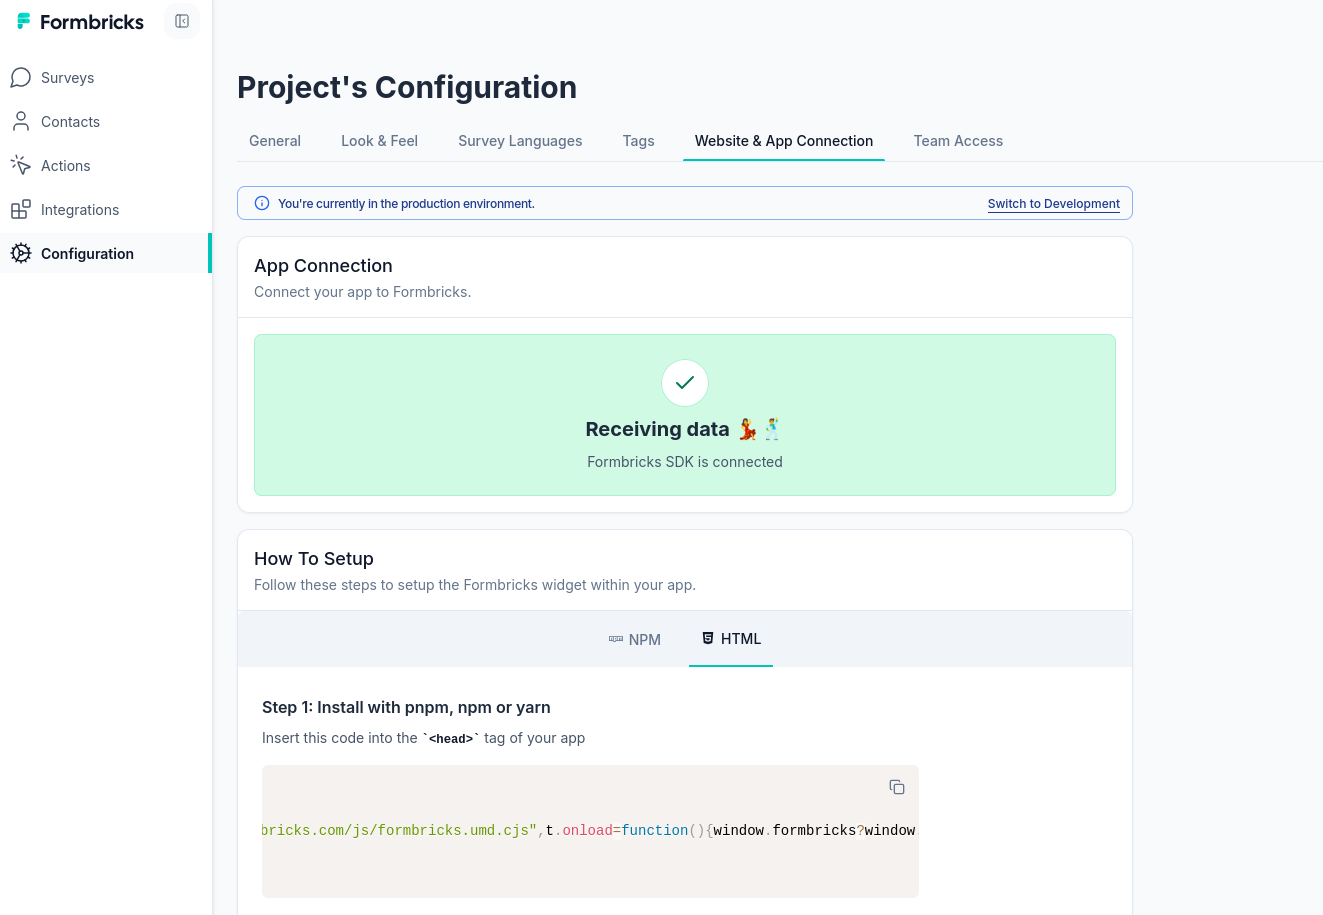 Formbricks
Surveys
Contacts
Actions
Integrations
Configuration
Project's Configuration
General Look & Feel Survey Languages Tags Website & App Connection Team Access
You're currently in the production environment. Switch to Development
App Connection
Connect your app to Formbricks.
Receiving data 💃🕺
Formbricks SDK is connected
How To Setup
Follow these steps to setup the Formbricks widget within your app.
NPM HTML
Step 1: Install with pnpm, npm or yarn
Insert this code into the `<head>` tag of your app
bricks.com/js/formbricks.umd.cjs",t.onload=function(){window.formbricks?window